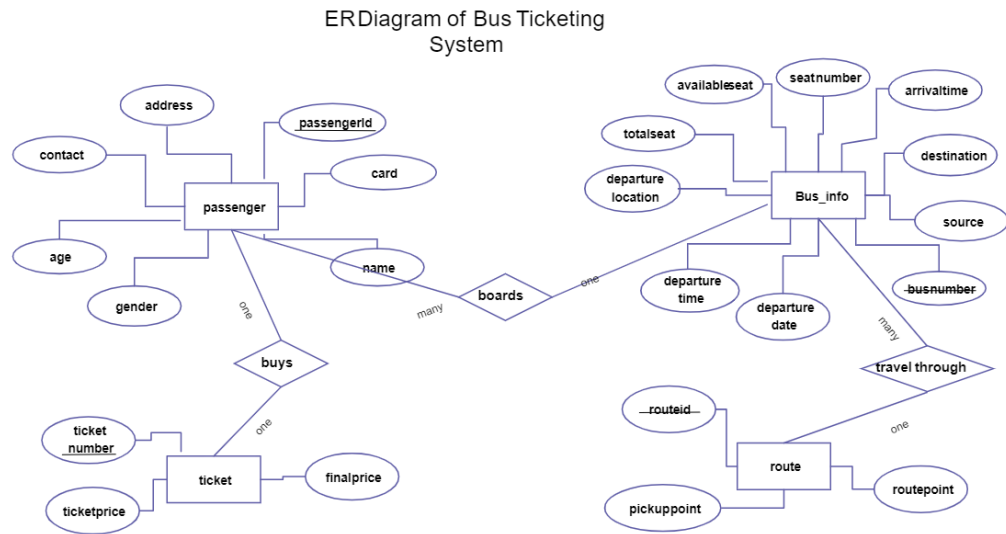 ERDiagram of Bus Ticketing
System
address
passengerId
contact
card
passenger
age
name
gender
one
many
boards
one
buys
one
ticket
number
ticket
finalprice
ticketprice
availableseat
seatnumber
arrivaltime
totalseat
destination
departure
location
Bus_info
source
departure
time
busnumber
departure
date
many
travel through
one
routeid
route
routepoint
pickuppoint